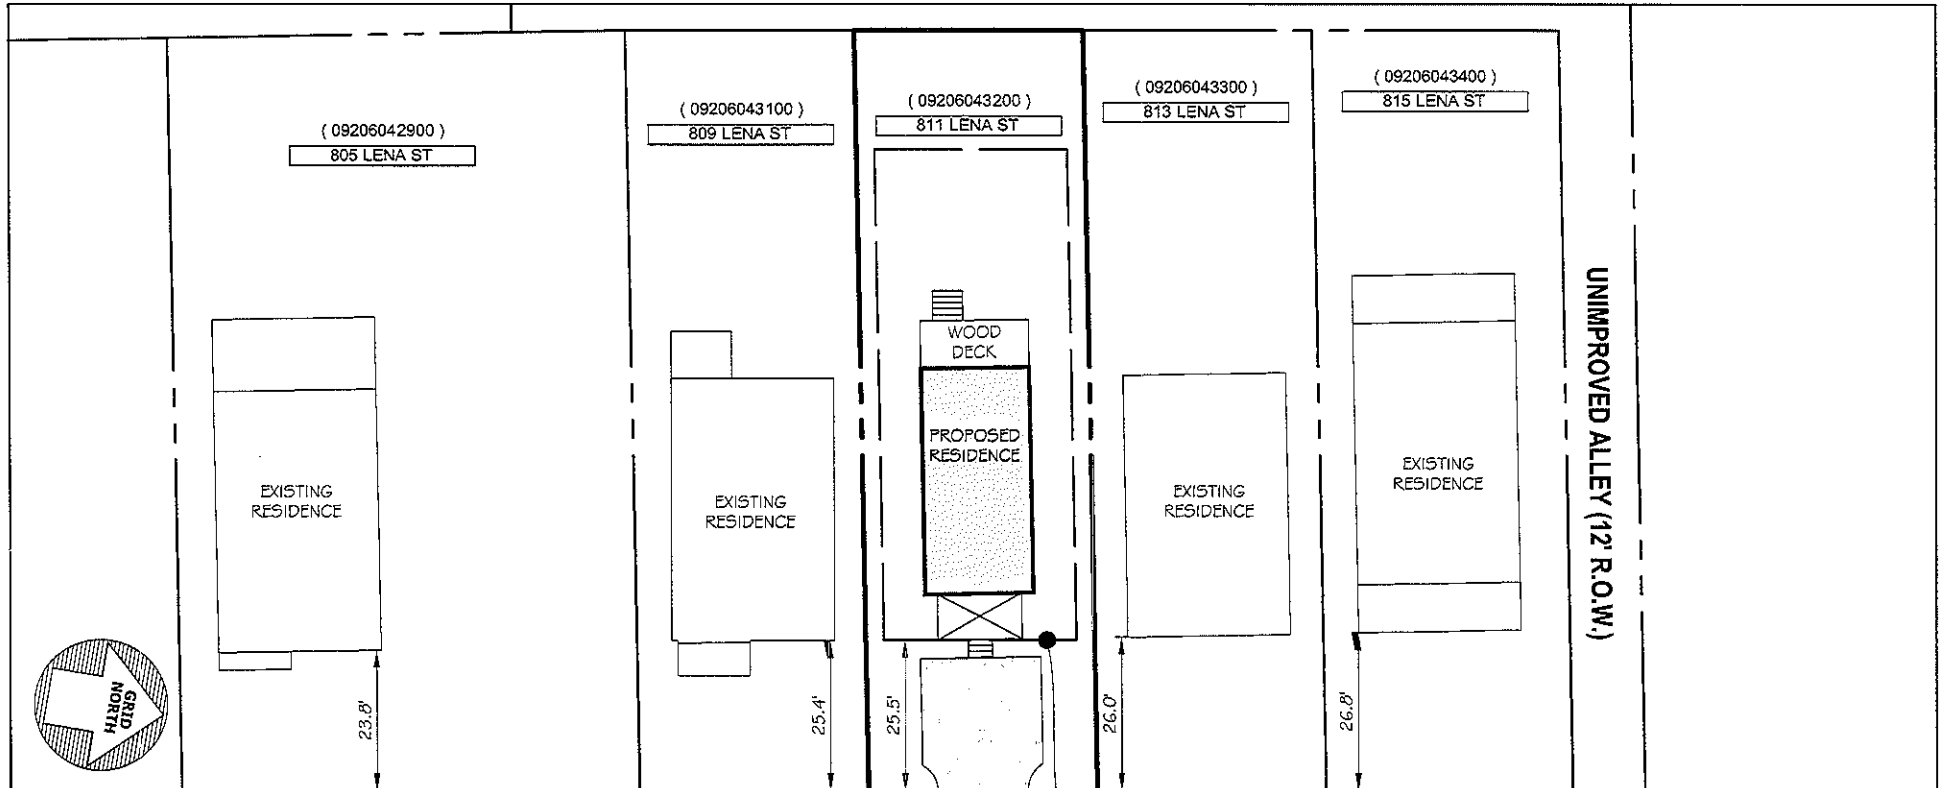 ( 09206042900 )
805 LENA ST
( 09206043100 )
809 LENA ST
( 09206043200 )
811 LENA ST
( 09206043300 )
813 LENA ST
( 09206043400 )
815 LENA ST
EXISTING
RESIDENCE
EXISTING
RESIDENCE
WOOD
DECK
PROPOSED
RESIDENCE
EXISTING
RESIDENCE
EXISTING
RESIDENCE
UNIMPROVED ALLEY (12' R.O.W.)
GRID
NORTH
23.8'
25.4'
25.5'
26.0'
26.8'